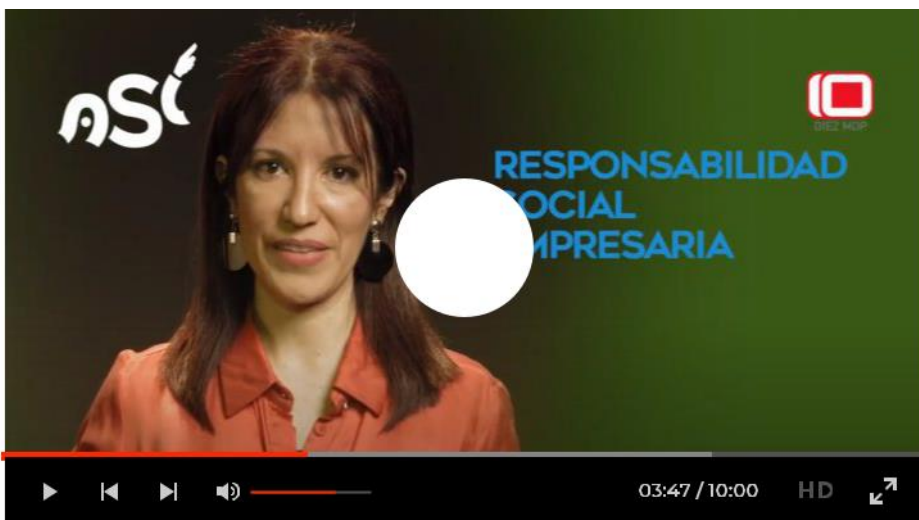 ASÍ
DIEZ MDP
RESPONSABILIDAD
OCIAL
MPRESARIA
03:47 / 10:00
HD